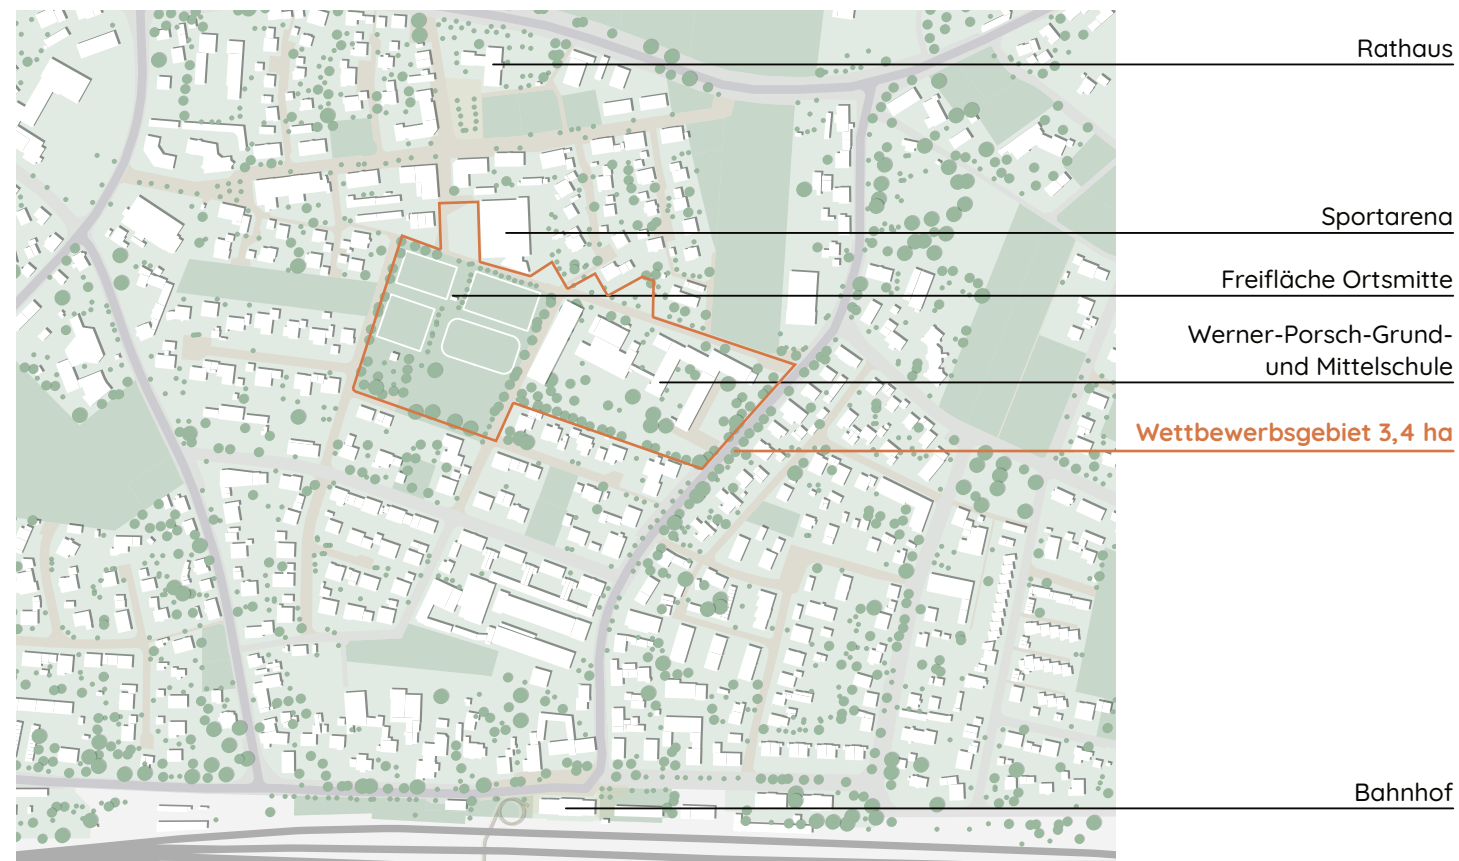 Rathaus
Sportarena
Freifläche Ortsmitte
Werner-Porsch-Grund-
und Mittelschule
Wettbewerbsgebiet 3,4 ha
Bahnhof